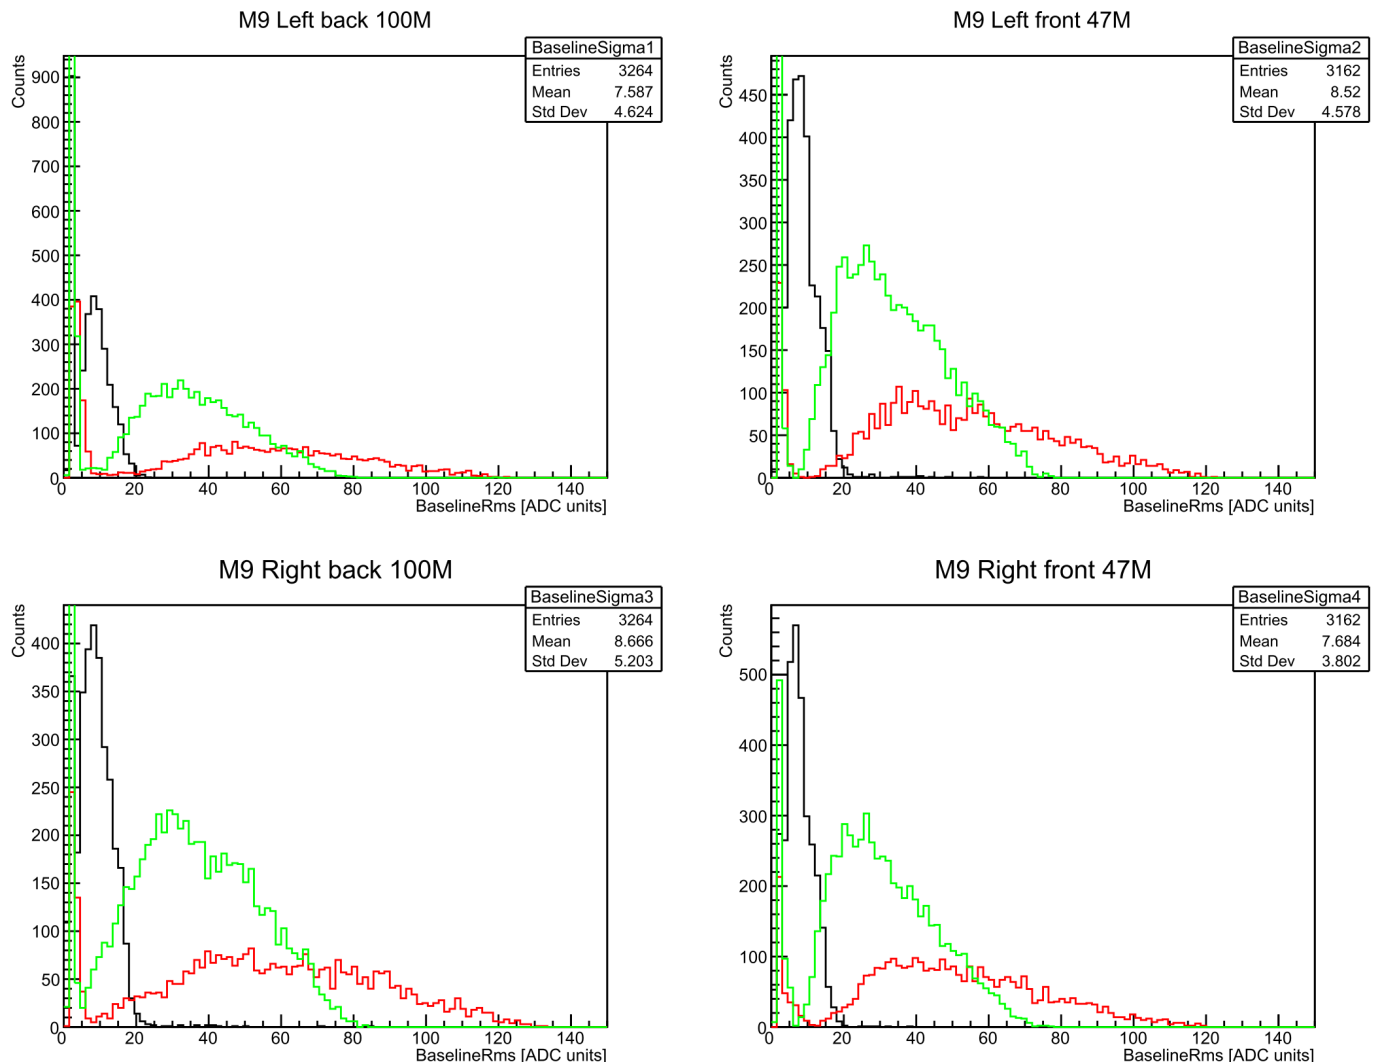 M9 Left back 100M
Counts
BaselineSigma1
Entries 3264
Mean 7.587
Std Dev 4.624
900
800
700
600
500
400
300
200
100
0
0 20 40 60 80 100 120 140
BaselineRms [ADC units]
M9 Left front 47M
Counts
BaselineSigma2
Entries 3162
Mean 8.52
Std Dev 4.578
450
400
350
300
250
200
150
100
50
0
0 20 40 60 80 100 120 140
BaselineRms [ADC units]
M9 Right back 100M
Counts
BaselineSigma3
Entries 3264
Mean 8.666
Std Dev 5.203
400
350
300
250
200
150
100
50
0
0 20 40 60 80 100 120 140
BaselineRms [ADC units]
M9 Right front 47M
Counts
BaselineSigma4
Entries 3162
Mean 7.684
Std Dev 3.802
500
400
300
200
100
0
0 20 40 60 80 100 120 140
BaselineRms [ADC units]